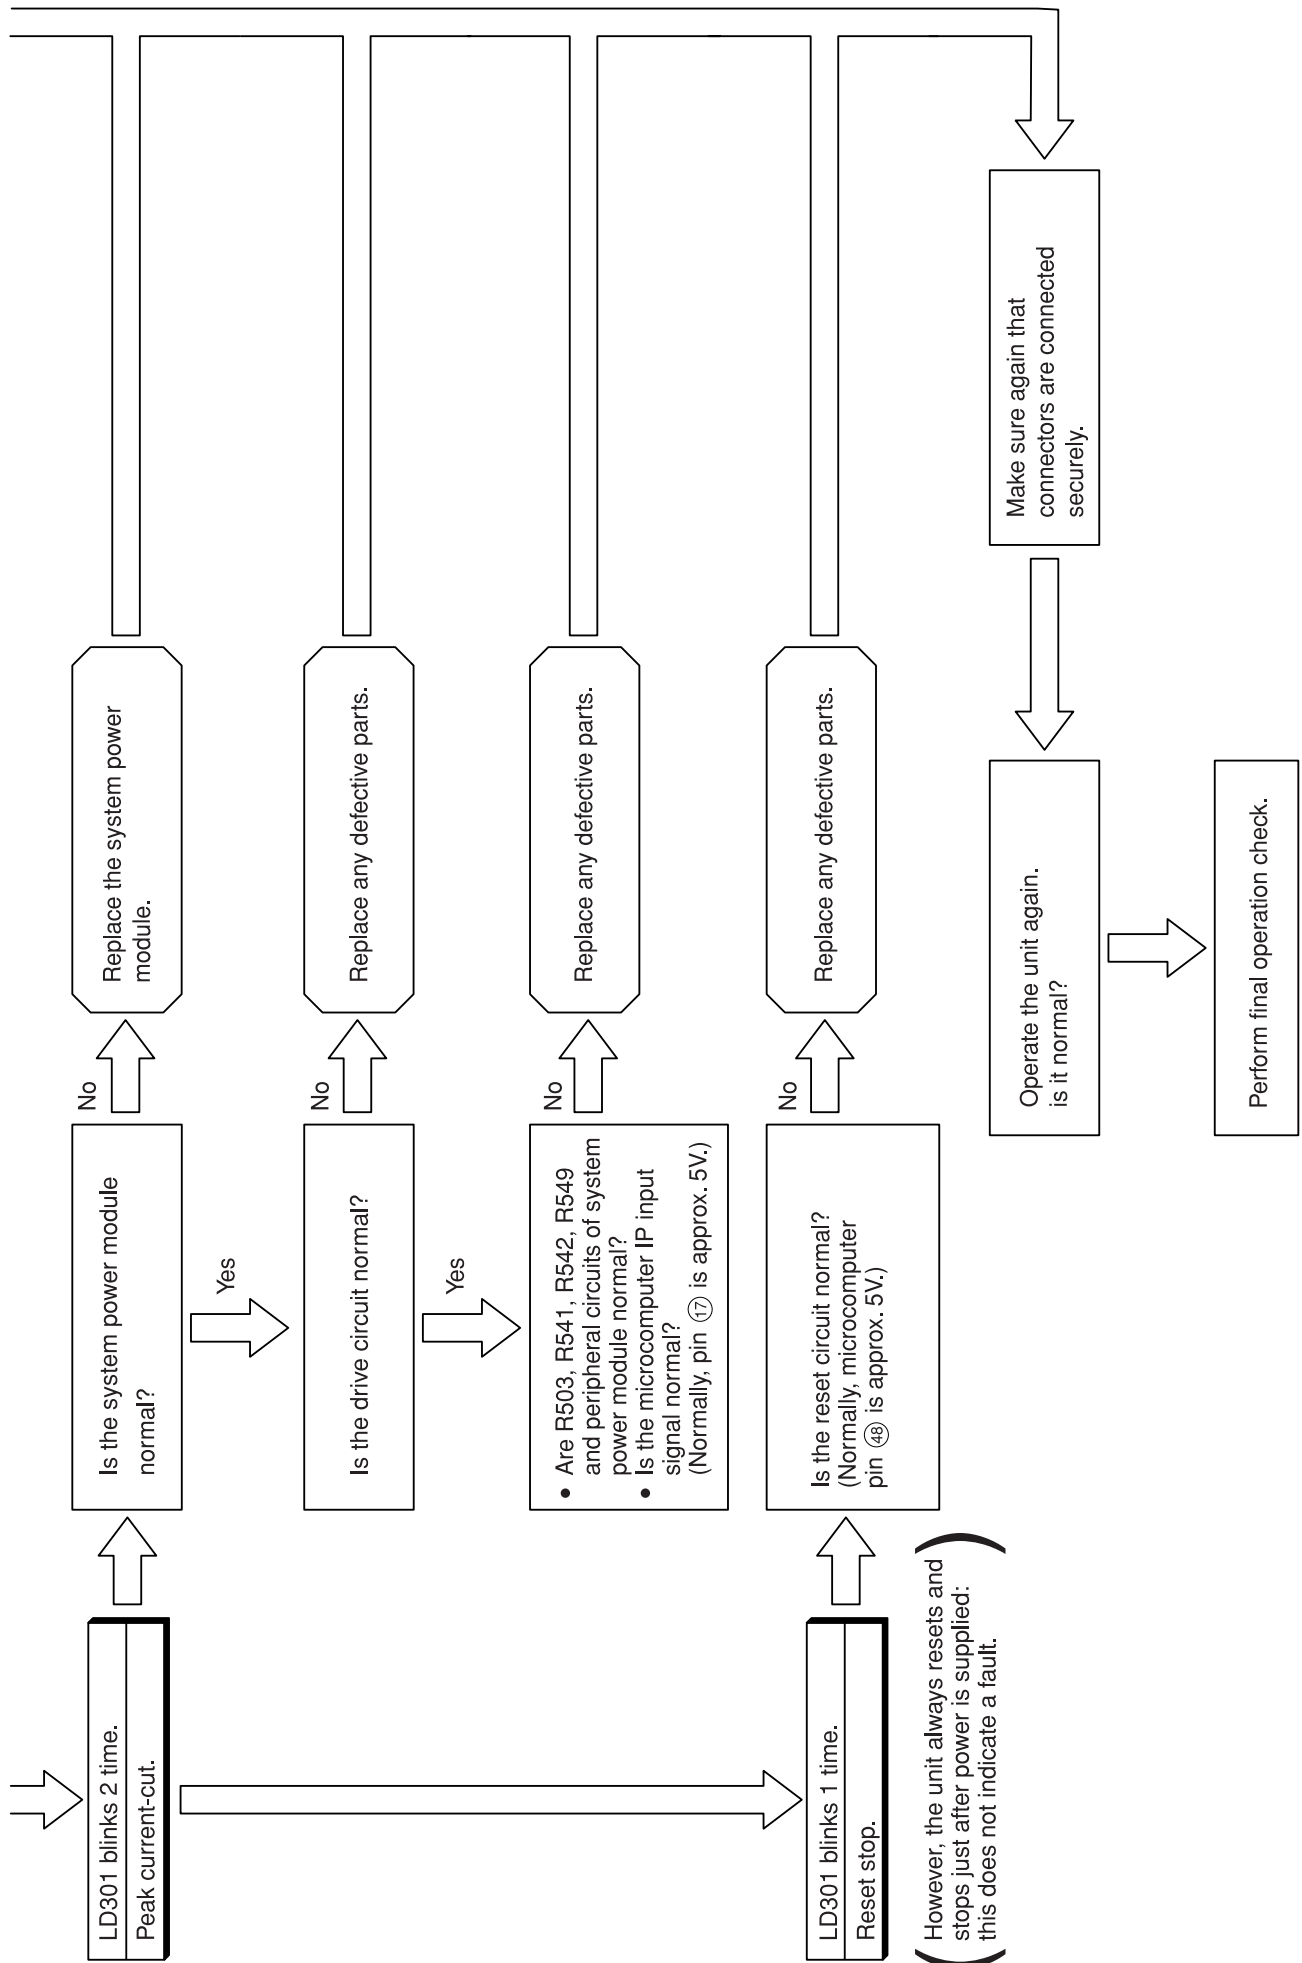 LD301 blinks 2 time.
Peak current-cut.
Is the system power module
normal?
No
Replace the system power
module.
Yes
Is the drive circuit normal?
No
Replace any defective parts.
Yes
• Are R503, R541, R542, R549
and peripheral circuits of system
power module normal?
• Is the microcomputer IP input
signal normal?
(Normally, pin ⑰ is approx. 5V.)
No
Replace any defective parts.
LD301 blinks 1 time.
Reset stop.
(However, the unit always resets and
stops just after power is supplied:
this does not indicate a fault.)
Is the reset circuit normal?
(Normally, microcomputer
pin ㊽ is approx. 5V.)
No
Replace any defective parts.
Make sure again that
connectors are connected
securely.
Operate the unit again.
is it normal?
Perform final operation check.